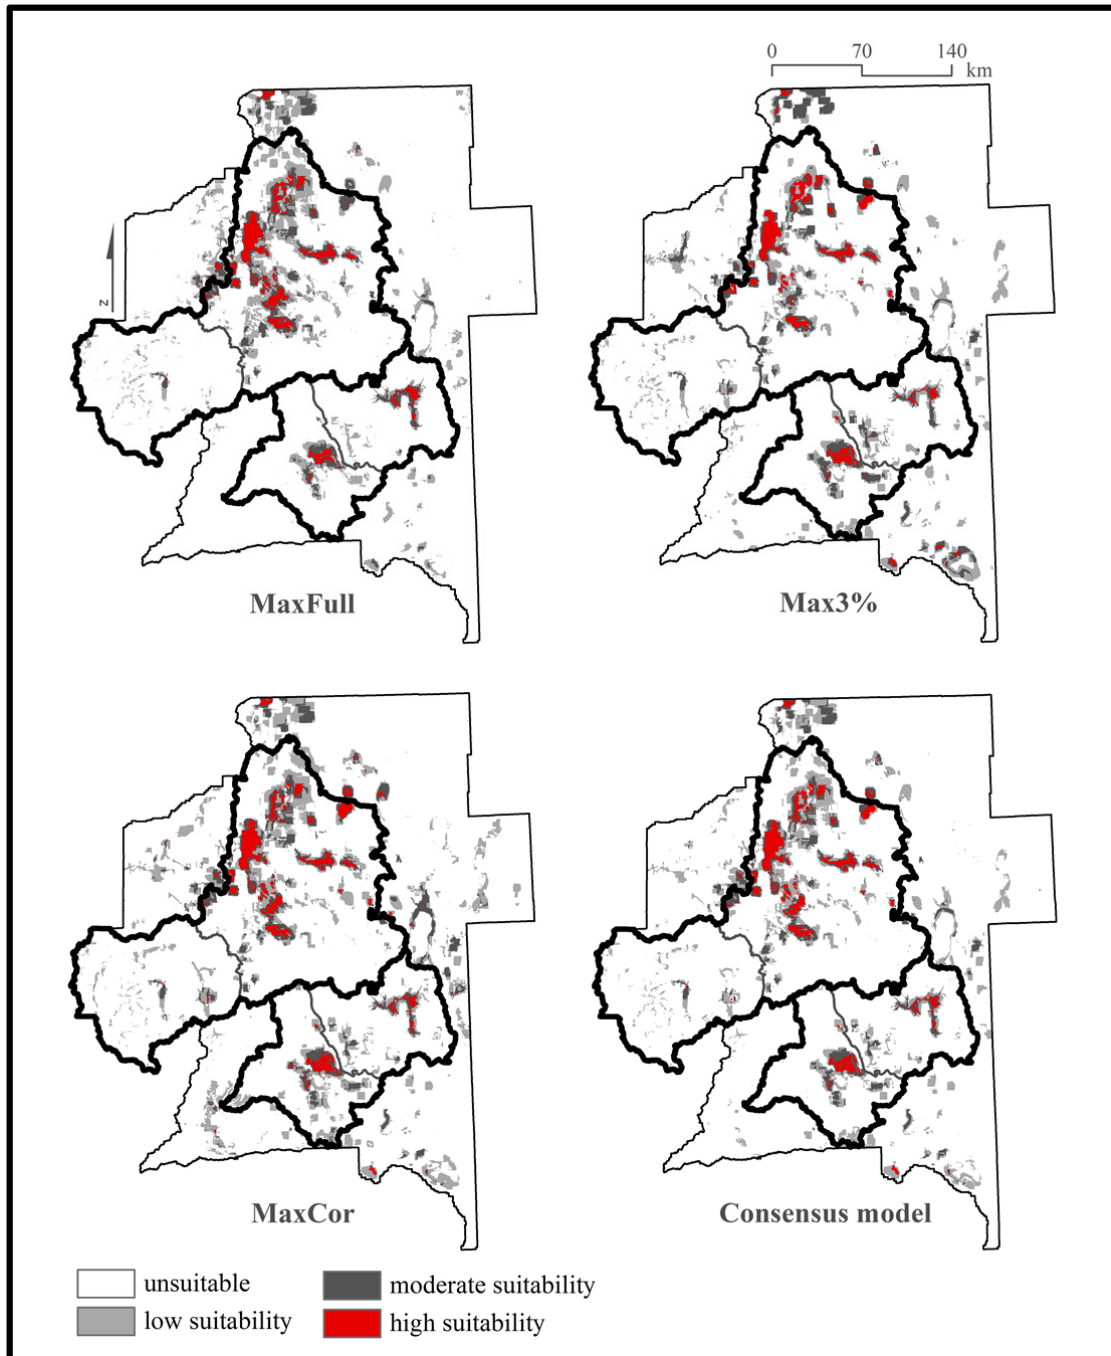 0 70 140
km
N
MaxFull
Max3%
MaxCor
Consensus model
unsuitable
moderate suitability
low suitability
high suitability